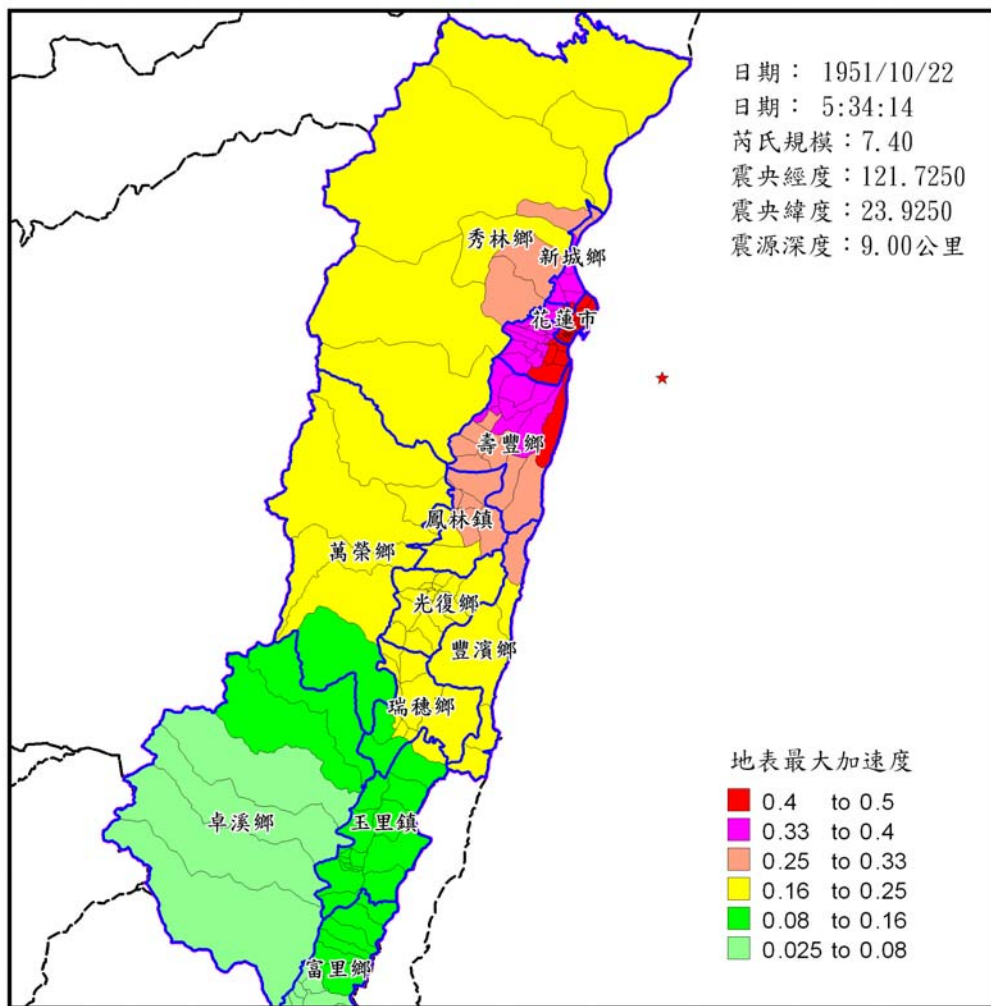 日期： 1951/10/22
日期： 5:34:14
芮氏規模：7.40
震央經度：121.7250
震央緯度：23.9250
震源深度：9.00公里
秀林鄉
新城鄉
花蓮市
壽豐鄉
鳳林鎮
萬榮鄉
光復鄉
豐濱鄉
瑞穗鄉
卓溪鄉
玉里鎮
富里鄉
地表最大加速度
0.4 to 0.5
0.33 to 0.4
0.25 to 0.33
0.16 to 0.25
0.08 to 0.16
0.025 to 0.08